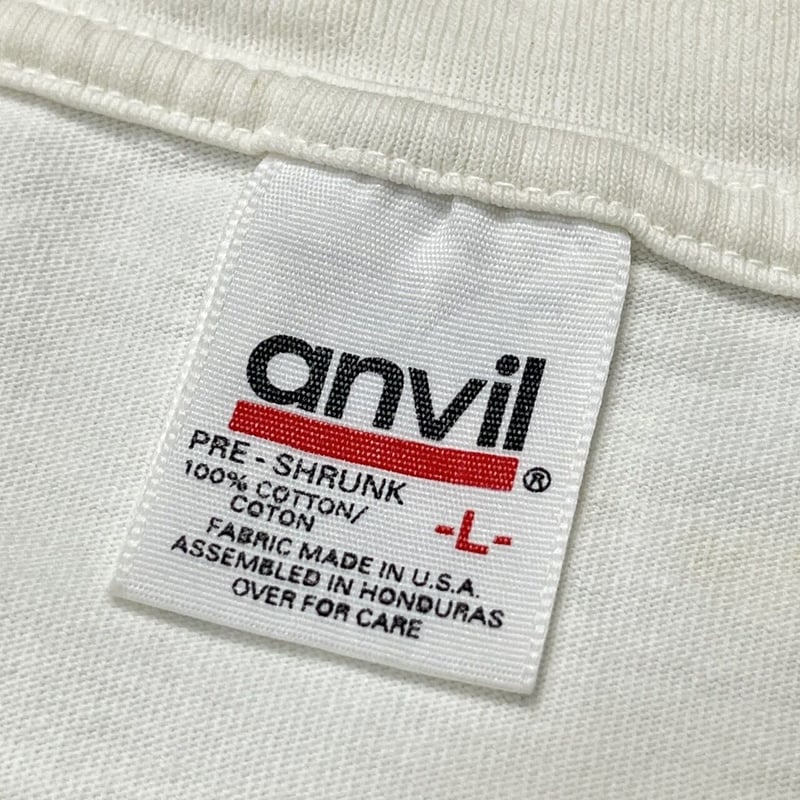 anvil®
PRE - SHRUNK
100% COTTON/
COTON
-L-
FABRIC MADE IN U.S.A.
ASSEMBLED IN HONDURAS
OVER FOR CARE